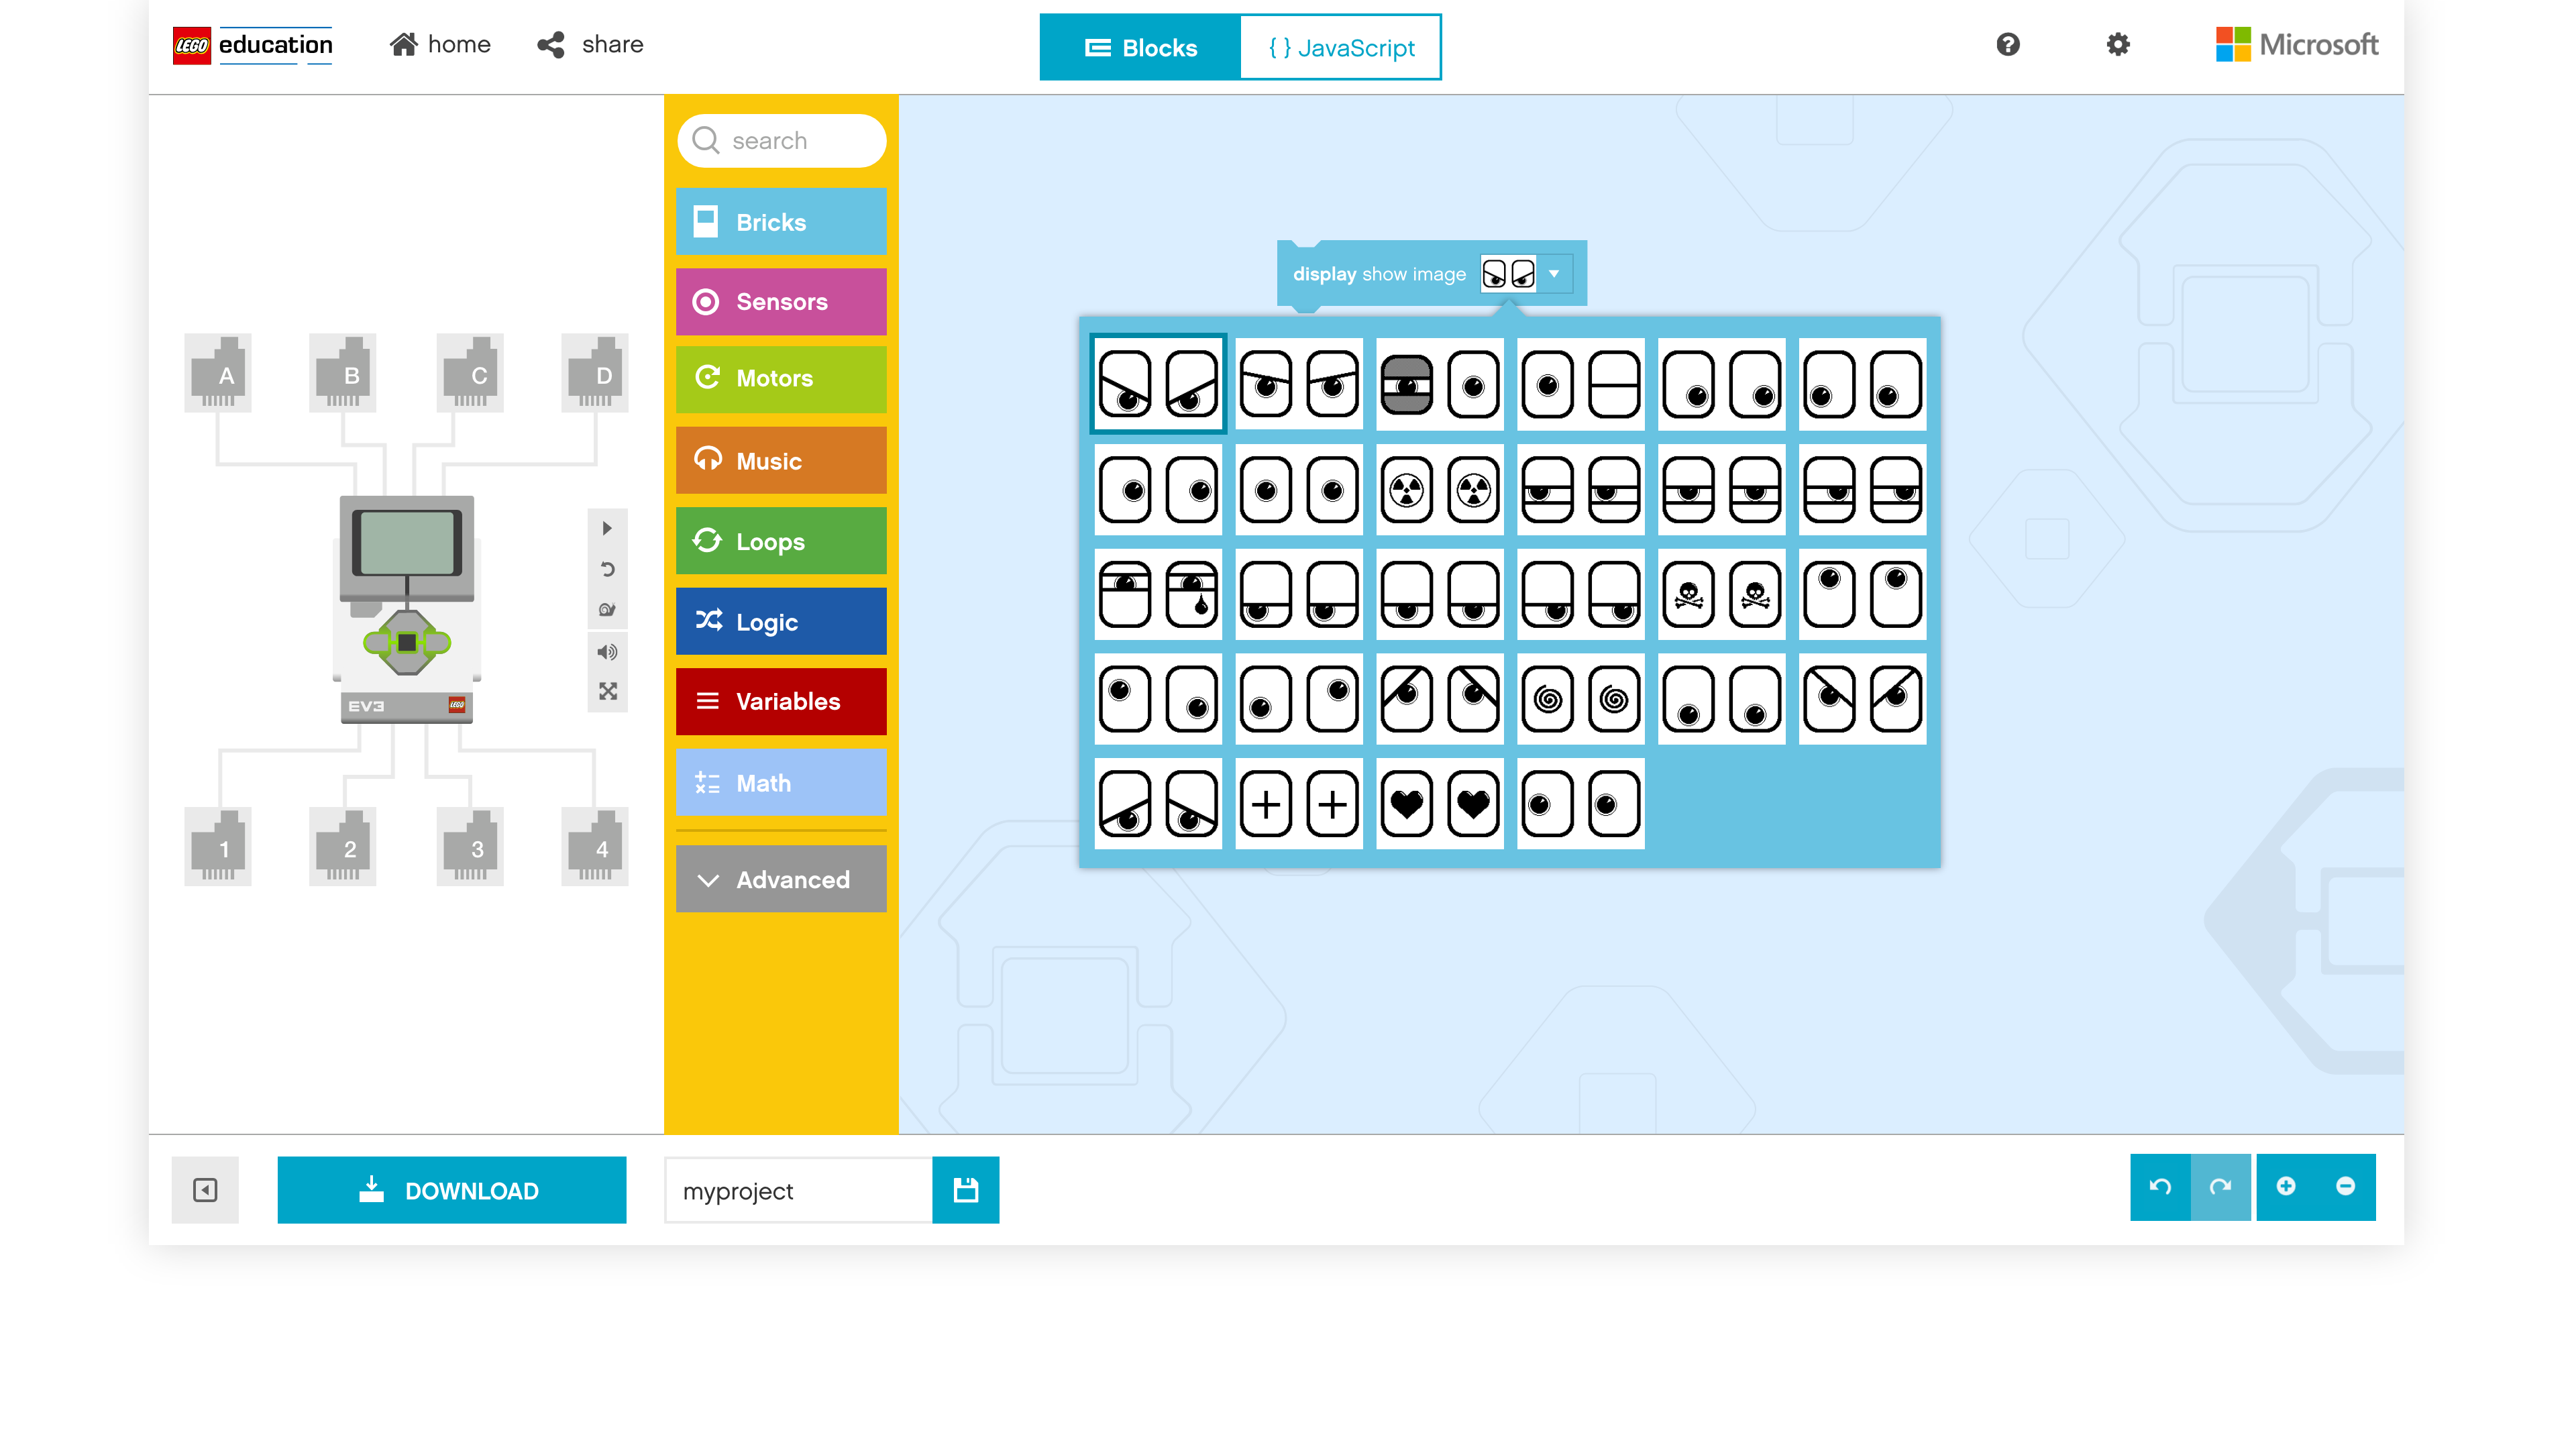 LEGO education home share Blocks { } JavaScript Microsoft
search
Bricks
Sensors
Motors
Music
Loops
Logic
Variables
Math
Advanced
A B C D
EV3 LEGO
1 2 3 4
display show image
DOWNLOAD
myproject